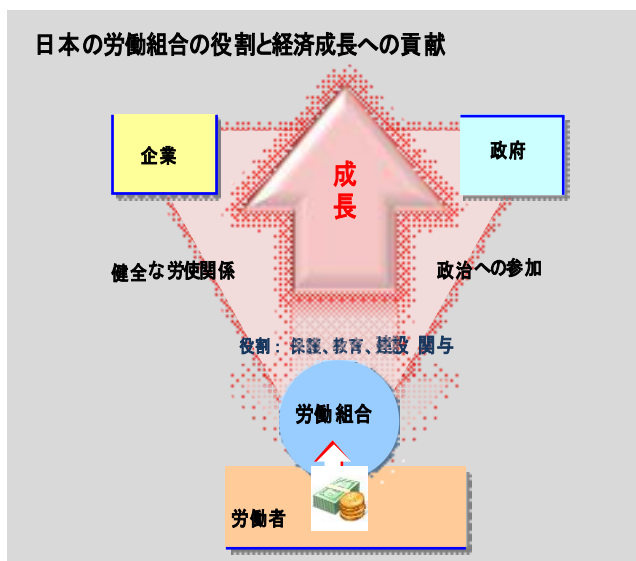 日本の労働組合の役割と経済成長への貢献
企業
政府
成
長
健全な労使関係
政治への参加
役割：保護、教育、建設 関与
労働組合
労働者